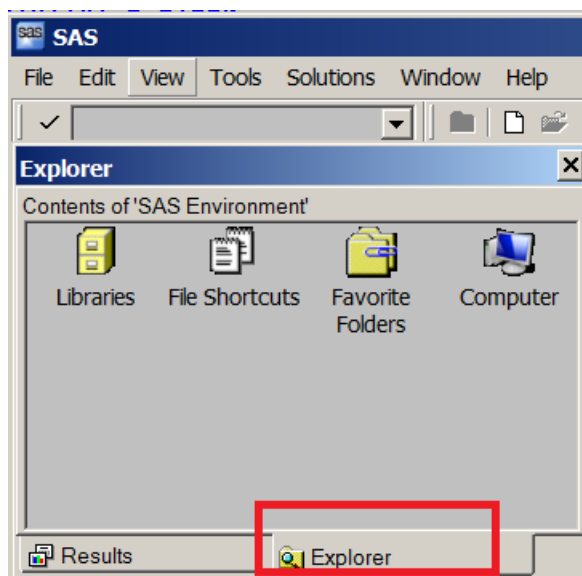 sas SAS
File Edit View Tools Solutions Window Help
Explorer
Contents of 'SAS Environment'
Libraries File Shortcuts Favorite Folders Computer
Results Explorer